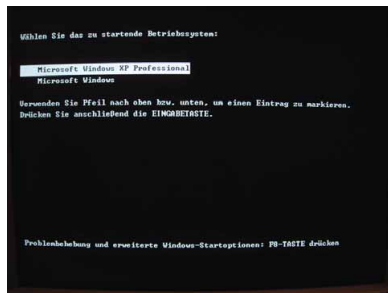 Wählen Sie das zu startende Betriebssystem:
Microsoft Windows XP Professional
Microsoft Windows
Verwenden Sie Pfeil nach oben bzw. unten, um einen Eintrag zu markieren.
Drücken Sie anschließend die EINGABETASTE.
Problembehebung und erweiterte Windows-Startoptionen: F8-TASTE drücken